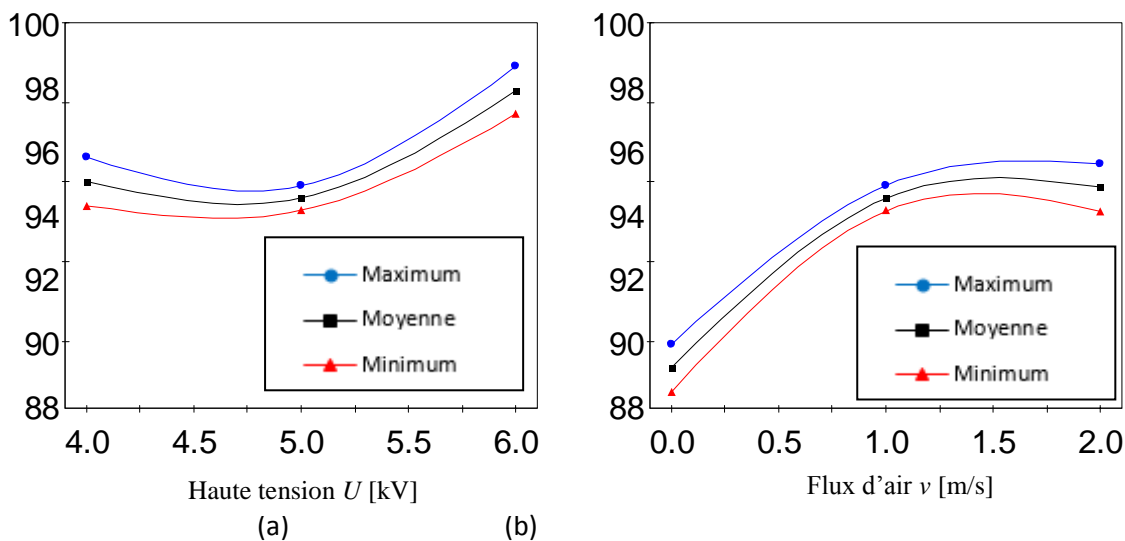 100
98
96
94
92
90
88
Maximum
Moyenne
Minimum
4.0 4.5 5.0 5.5 6.0
Haute tension U [kV]
(a)
100
98
96
94
92
90
88
Maximum
Moyenne
Minimum
0.0 0.5 1.0 1.5 2.0
Flux d’air v [m/s]
(b)